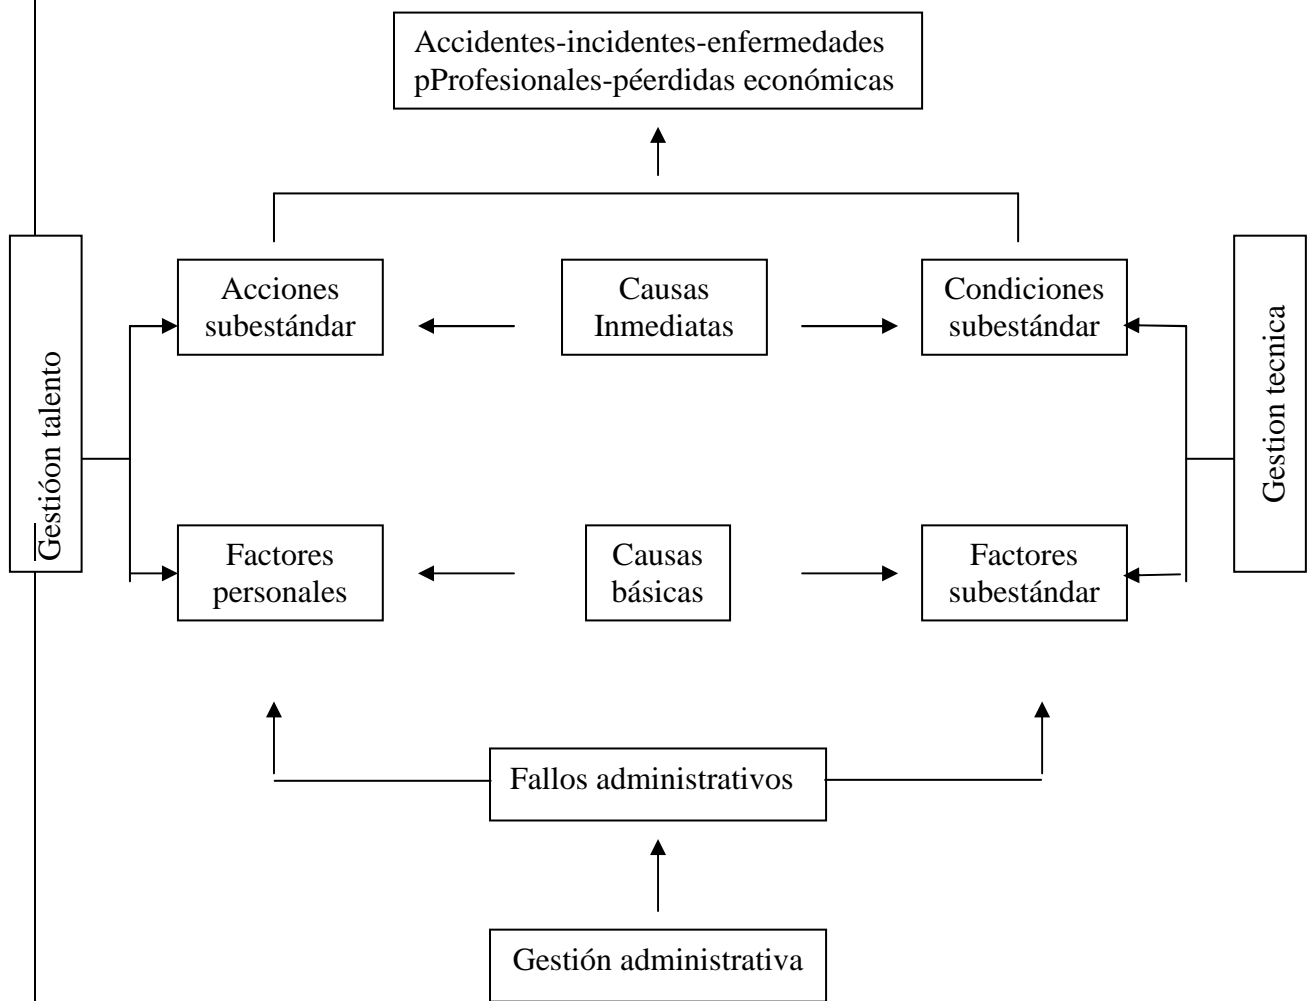 Accidentes-incidentes-enfermedades
pProfesionales-péerdidas económicas
Acciones
subestándar
Causas
Inmediatas
Condiciones
subestándar
Gestióon talento
Gestion tecnica
Factores
personales
Causas
básicas
Factores
subestándar
Fallos administrativos
Gestión administrativa